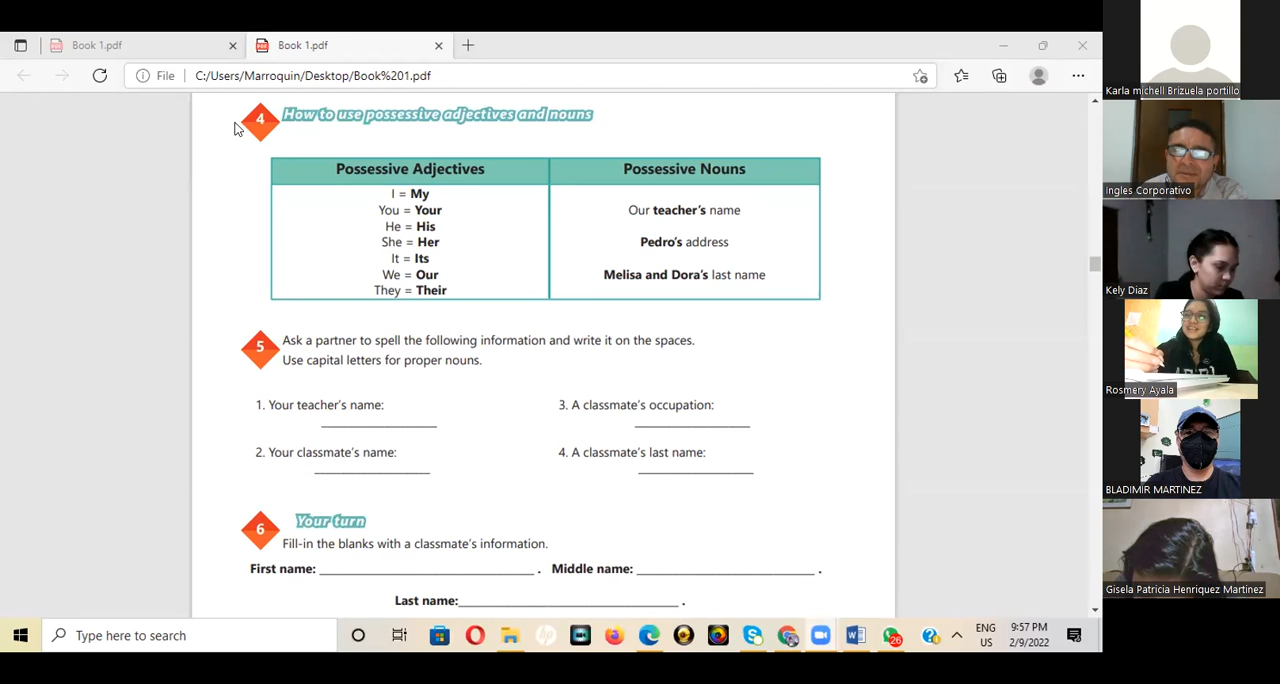 Book 1.pdf
Book 1.pdf
File
C:/Users/Marroquin/Desktop/Book%201.pdf
4 How to use possessive adjectives and nouns
Possessive Adjectives
I = My
You = Your
He = His
She = Her
It = Its
We = Our
They = Their
Possessive Nouns
Our teacher's name
Pedro's address
Melisa and Dora's last name
5 Ask a partner to spell the following information and write it on the spaces.
Use capital letters for proper nouns.
1. Your teacher's name:
3. A classmate's occupation:
2. Your classmate's name:
4. A classmate's last name:
6 Your turn
Fill-in the blanks with a classmate's information.
First name: ______________________ . Middle name: ______________________ .
Last name:______________________ .
Type here to search
26
ENG
US
9:57 PM
2/9/2022
Karla michell Brizuela portillo
Ingles Corporativo
Kely Diaz
Rosmery Ayala
BLADIMIR MARTINEZ
Gisela Patricia Henriquez Martinez